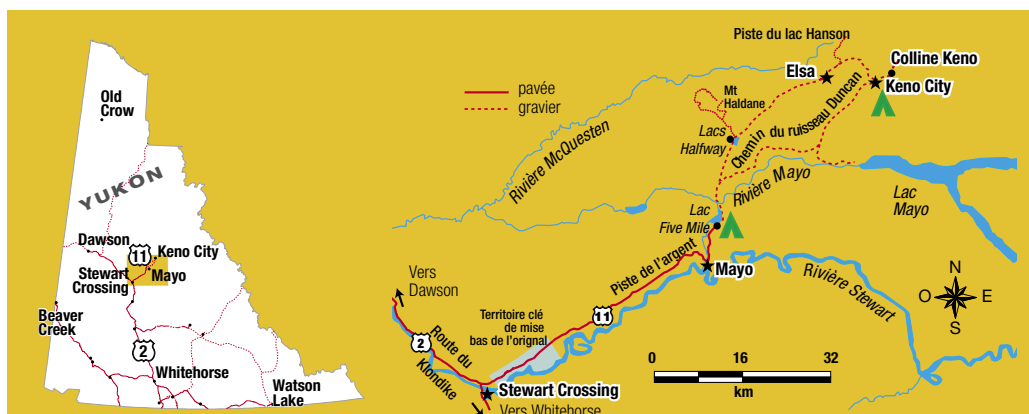 Old
Crow
YUKON
Dawson
11
Keno City
Stewart
Crossing
Mayo
Beaver
Creek
2
Whitehorse
Watson
Lake
pavée
gravier
Piste du lac Hanson
Colline Keno
Elsa
Keno City
Mt
Haldane
Lacs
Halfway
Chemin du ruisseau Duncan
Rivière McQuesten
Rivière Mayo
Lac
Mayo
Lac
Five Mile
Mayo
Piste de l'argent
Rivière Stewart
Vers
Dawson
Territoire clé
de mise
bas de l'orignal
11
2
Route du
Klondike
Stewart Crossing
Vers Whitehorse
N
O
E
S
0
16
32
km